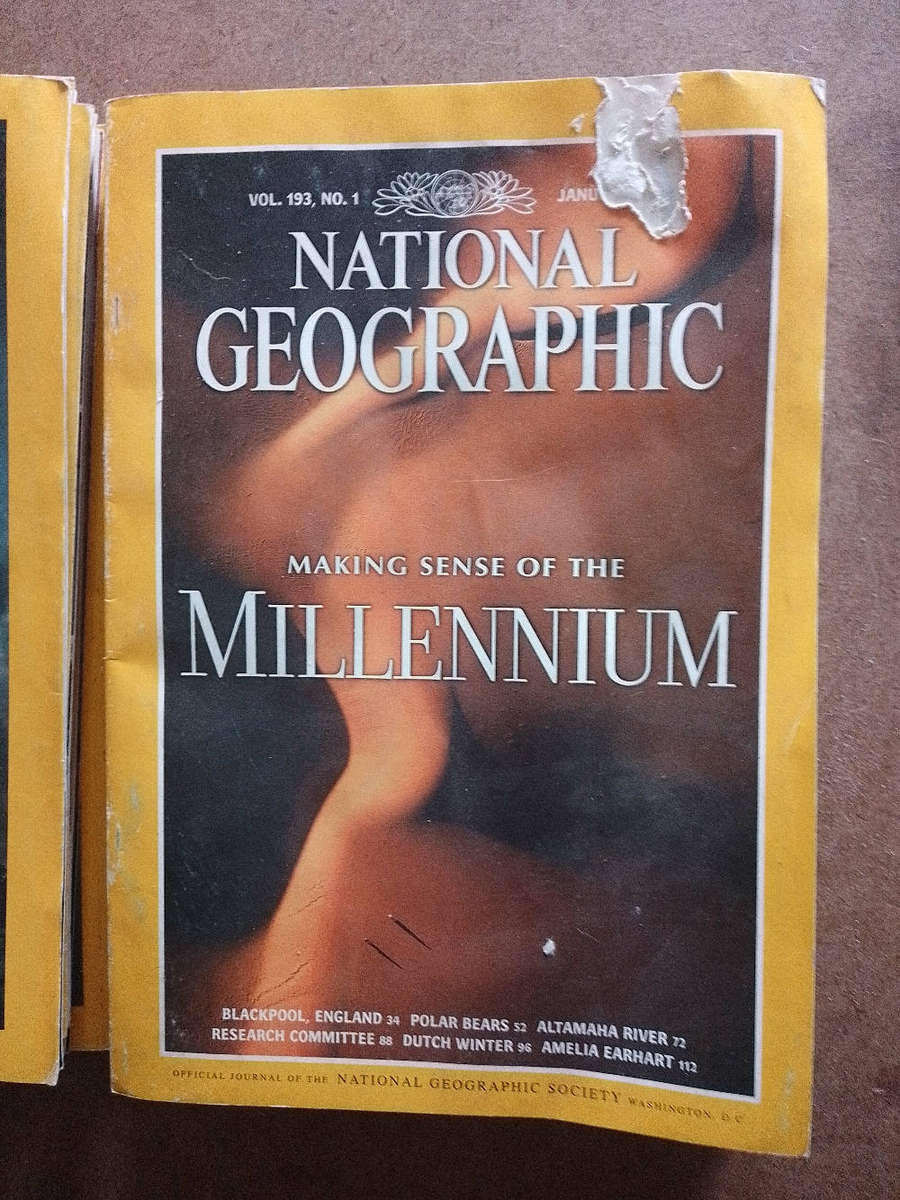 VOL. 193, NO. 1
NATIONAL
GEOGRAPHIC
MAKING SENSE OF THE
MILLENNIUM
BLACKPOOL, ENGLAND 34 POLAR BEARS 52 ALTAMAHA RIVER 72
RESEARCH COMMITTEE 88 DUTCH WINTER 96 AMELIA EARHART 112
OFFICIAL JOURNAL OF THE NATIONAL GEOGRAPHIC SOCIETY WASHINGTON, D.C.